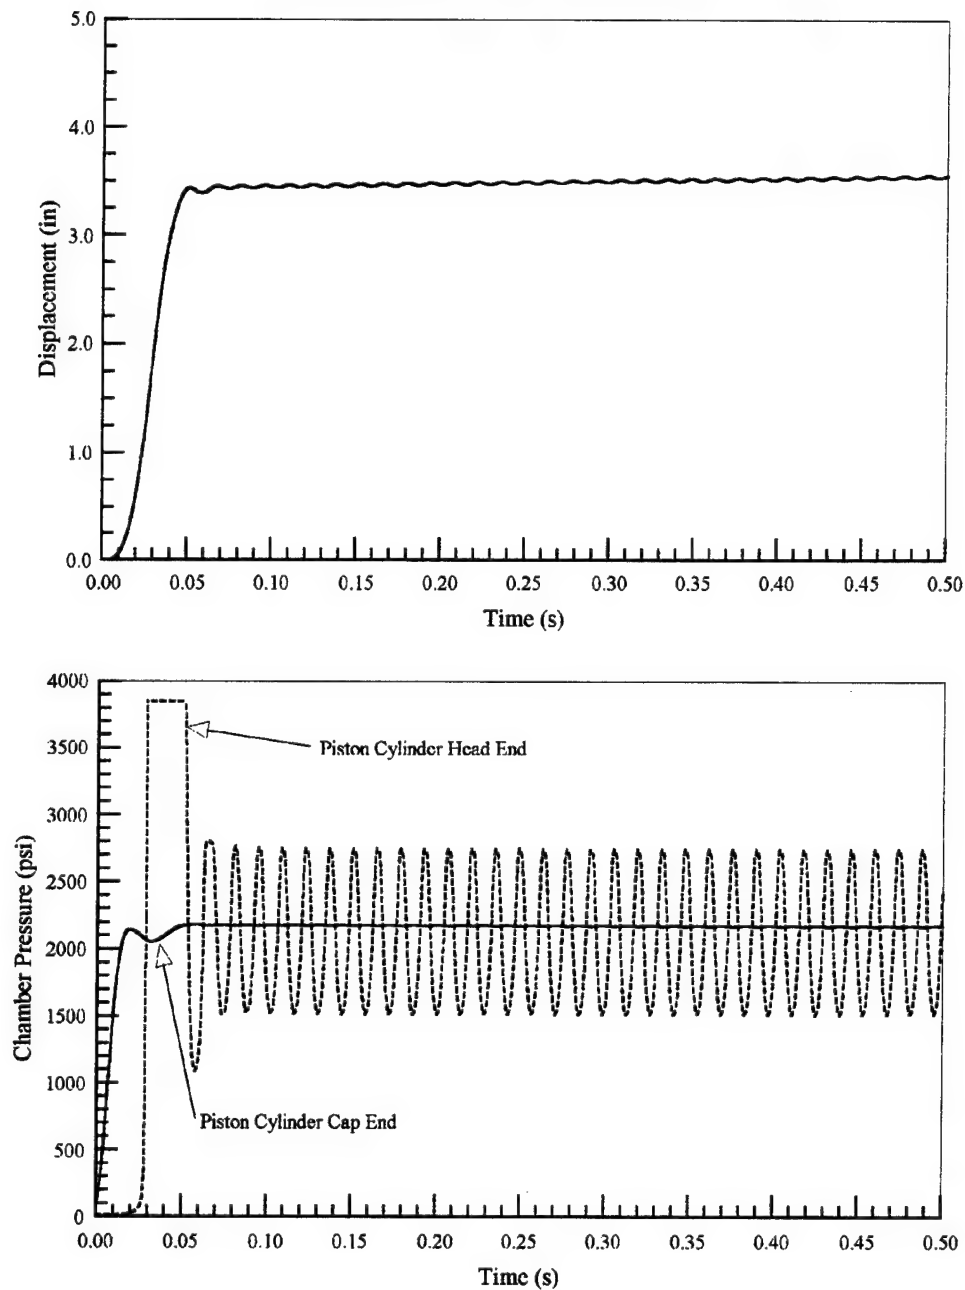 5.0
4.0
3.0
2.0
1.0
0.0
Displacement (in)
0.00 0.05 0.10 0.15 0.20 0.25 0.30 0.35 0.40 0.45 0.50
Time (s)
4000
3500
3000
2500
2000
1500
1000
500
0
Chamber Pressure (psi)
Piston Cylinder Head End
Piston Cylinder Cap End
0.00 0.05 0.10 0.15 0.20 0.25 0.30 0.35 0.40 0.45 0.50
Time (s)